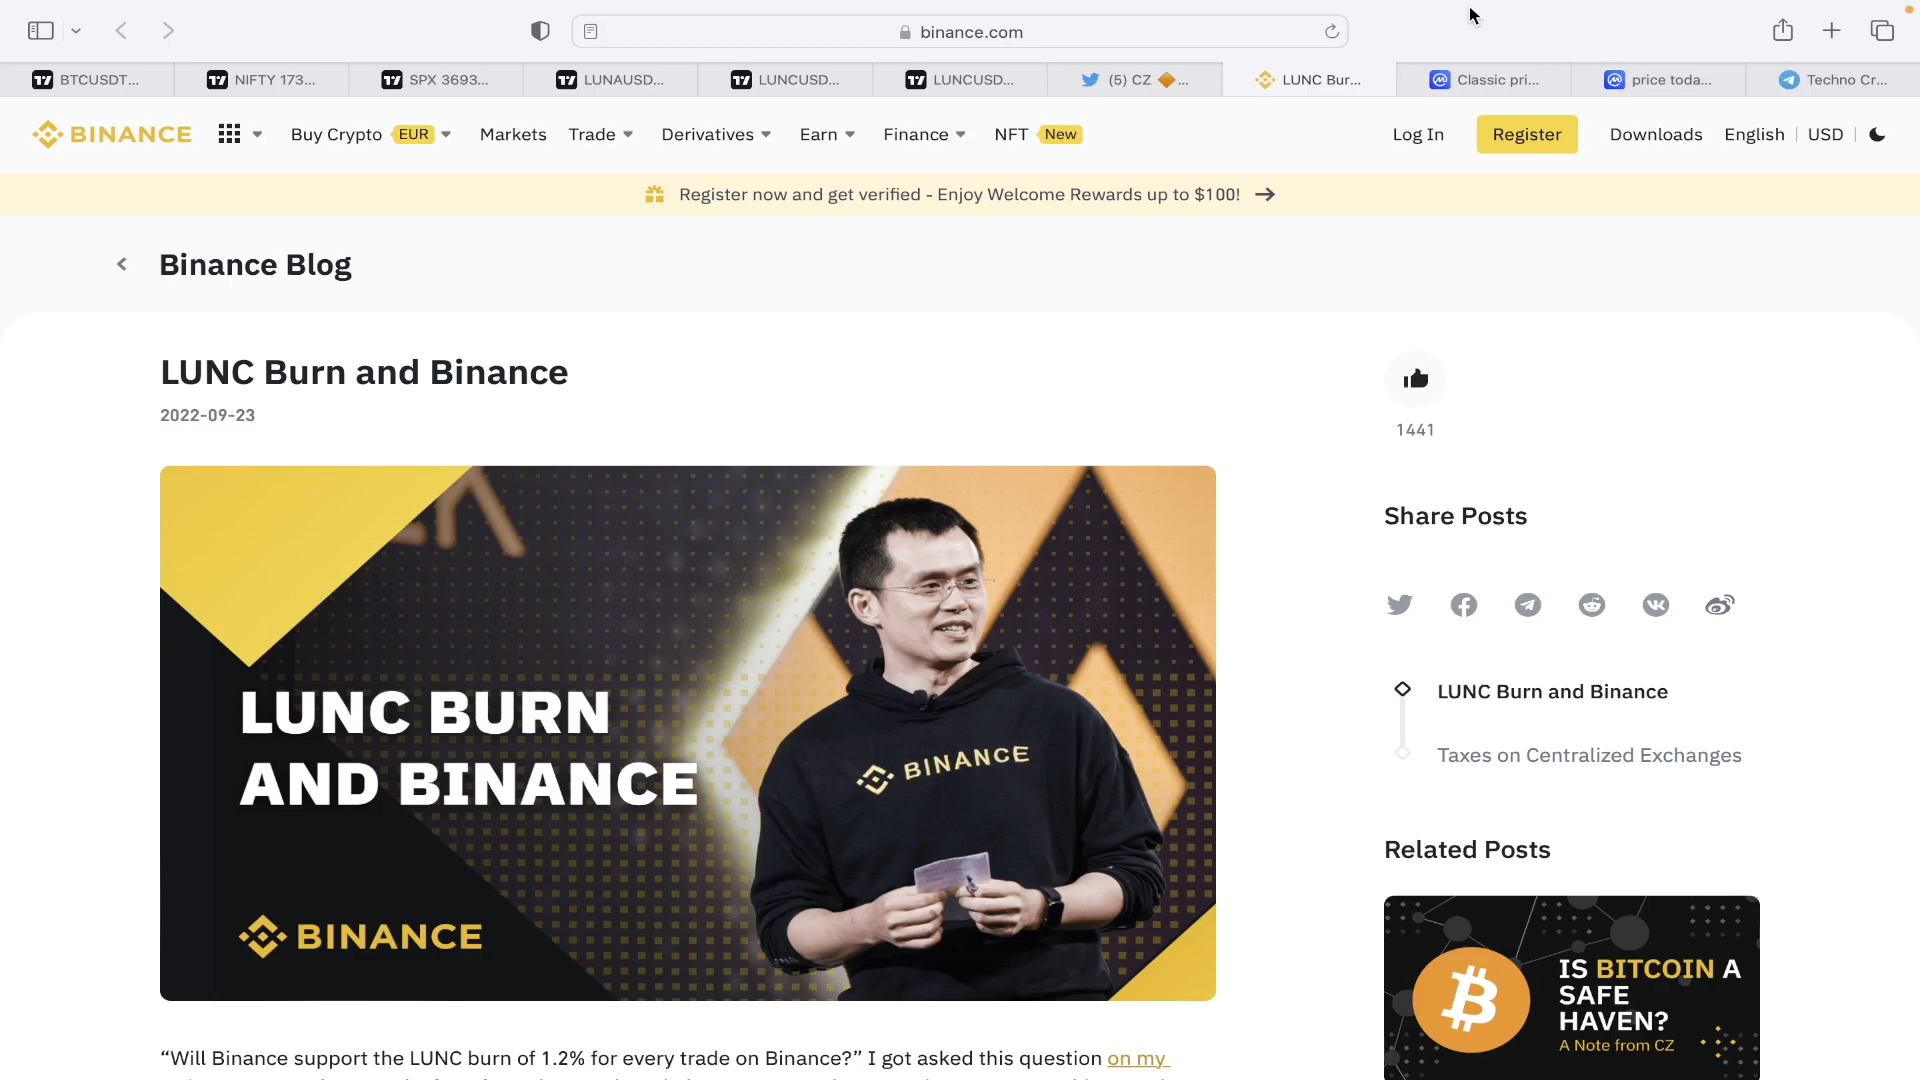 binance.com
BTCUSDT...
NIFTY 173...
SPX 3693...
LUNAUSD...
LUNCUSD...
LUNCUSD...
(5) CZ 🔶...
LUNC Bur...
Classic pri...
price toda...
Techno Cr...
BINANCE
Buy Crypto EUR
Markets
Trade
Derivatives
Earn
Finance
NFT New
Log In
Register
Downloads
English
USD
Register now and get verified - Enjoy Welcome Rewards up to $100! →
Binance Blog
LUNC Burn and Binance
2022-09-23
1441
Share Posts
LUNC BURN
AND BINANCE
BINANCE
BINANCE
LUNC Burn and Binance
Taxes on Centralized Exchanges
Related Posts
IS BITCOIN A
SAFE
HAVEN?
A Note from CZ
“Will Binance support the LUNC burn of 1.2% for every trade on Binance?” I got asked this question on my